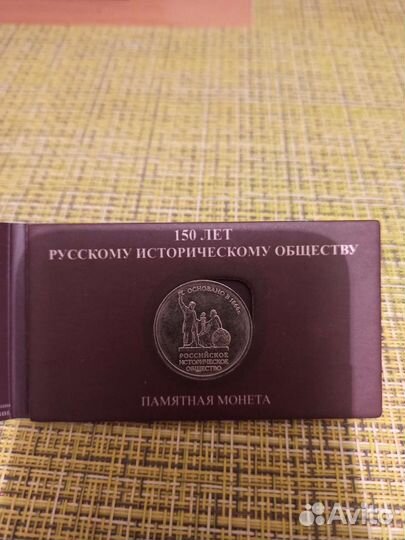 150 ЛЕТ
РУССКОМУ ИСТОРИЧЕСКОМУ ОБЩЕСТВУ
ОСНОВАНО В 1866 г.
РОССИЙСКОЕ
ИСТОРИЧЕСКОЕ
ОБЩЕСТВО
ПАМЯТНАЯ МОНЕТА
Avito